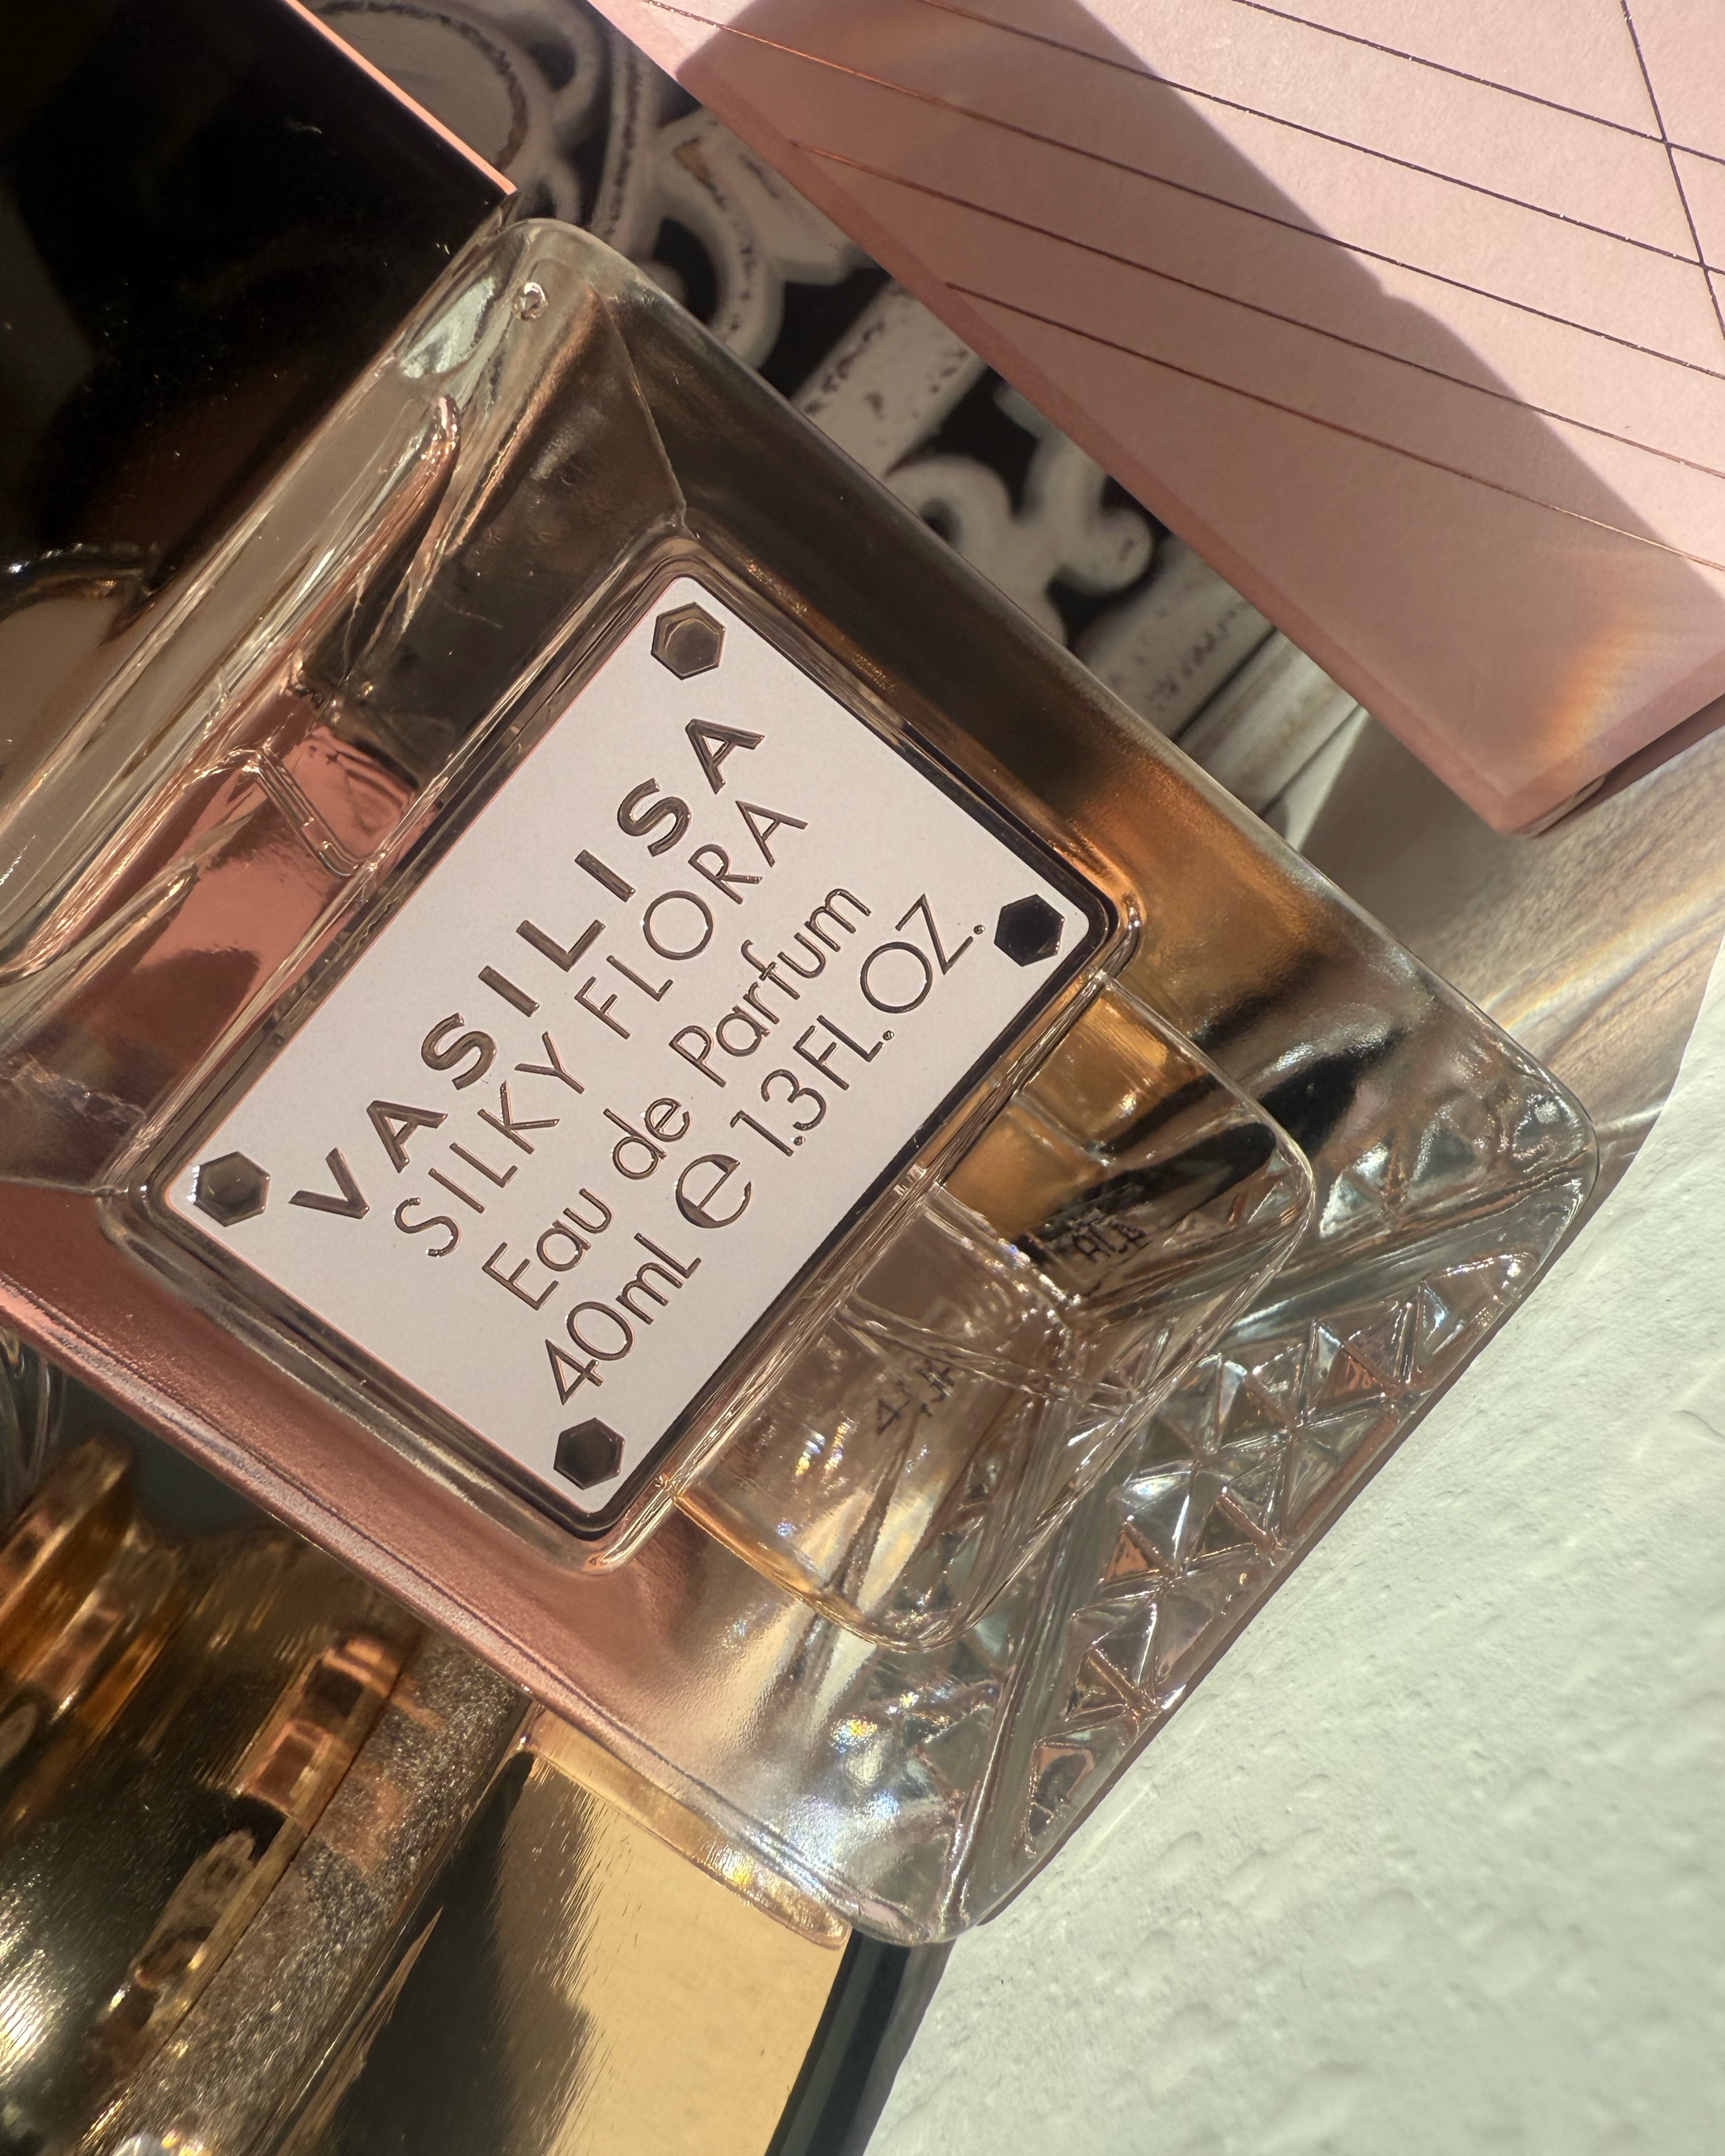 VASILISA
SILKY FLORA
Eau de Parfum
40ml e 1.3FL.OZ.